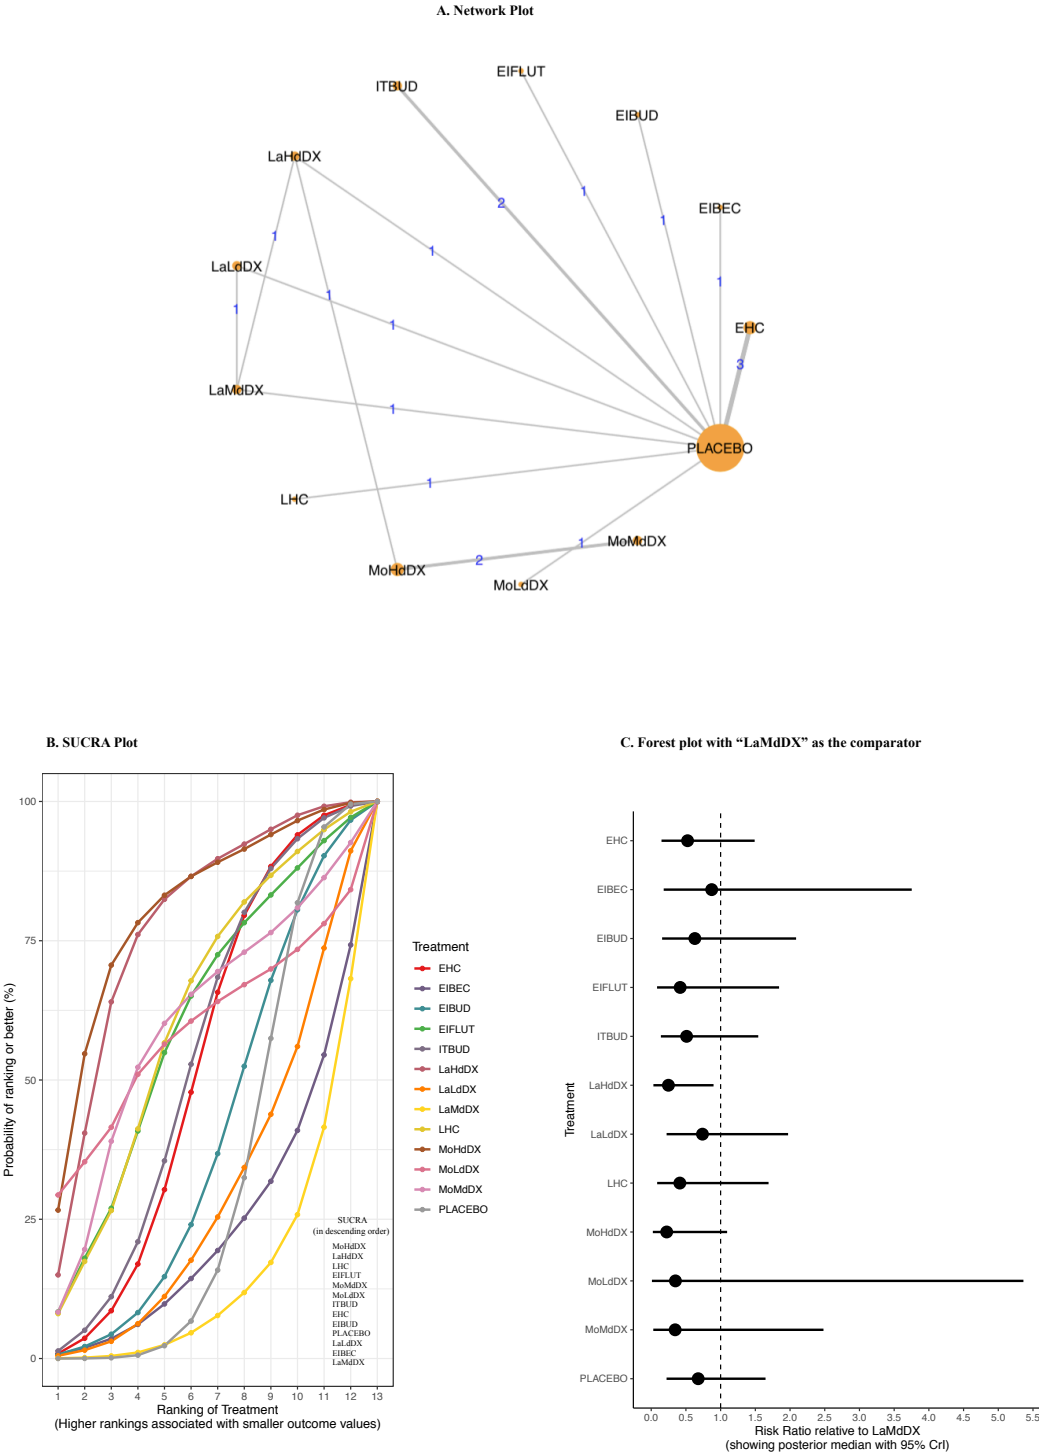 A. Network Plot
EIFLUT
ITBUD
EIBUD
LaHdDX
1
2
EIBEC
1
1
1
LaLdDX
1
1
1
1
EHC
3
LaMdDX
1
PLACEBO
1
LHC
MoHdDX
2
1
MoMdDX
MoLdDX
B. SUCRA Plot
Probability of ranking or better (%)
100
75
50
25
0
1 2 3 4 5 6 7 8 9 10 11 12 13
Ranking of Treatment
(Higher rankings associated with smaller outcome values)
SUCRA
(in descending order)
MoHdDX
LaHdDX
LHC
EIFLUT
MoMdDX
MoLdDX
ITBUD
EHC
EIBUD
PLACEBO
LaLdDX
EIBEC
LaMdDX
Treatment
EHC
EIBEC
EIBUD
EIFLUT
ITBUD
LaHdDX
LaLdDX
LaMdDX
LHC
MoHdDX
MoLdDX
MoMdDX
PLACEBO
C. Forest plot with “LaMdDX” as the comparator
Treatment
EHC
EIBEC
EIBUD
EIFLUT
ITBUD
LaHdDX
LaLdDX
LHC
MoHdDX
MoLdDX
MoMdDX
PLACEBO
0.0 0.5 1.0 1.5 2.0 2.5 3.0 3.5 4.0 4.5 5.0 5.5
Risk Ratio relative to LaMdDX
(showing posterior median with 95% CrI)